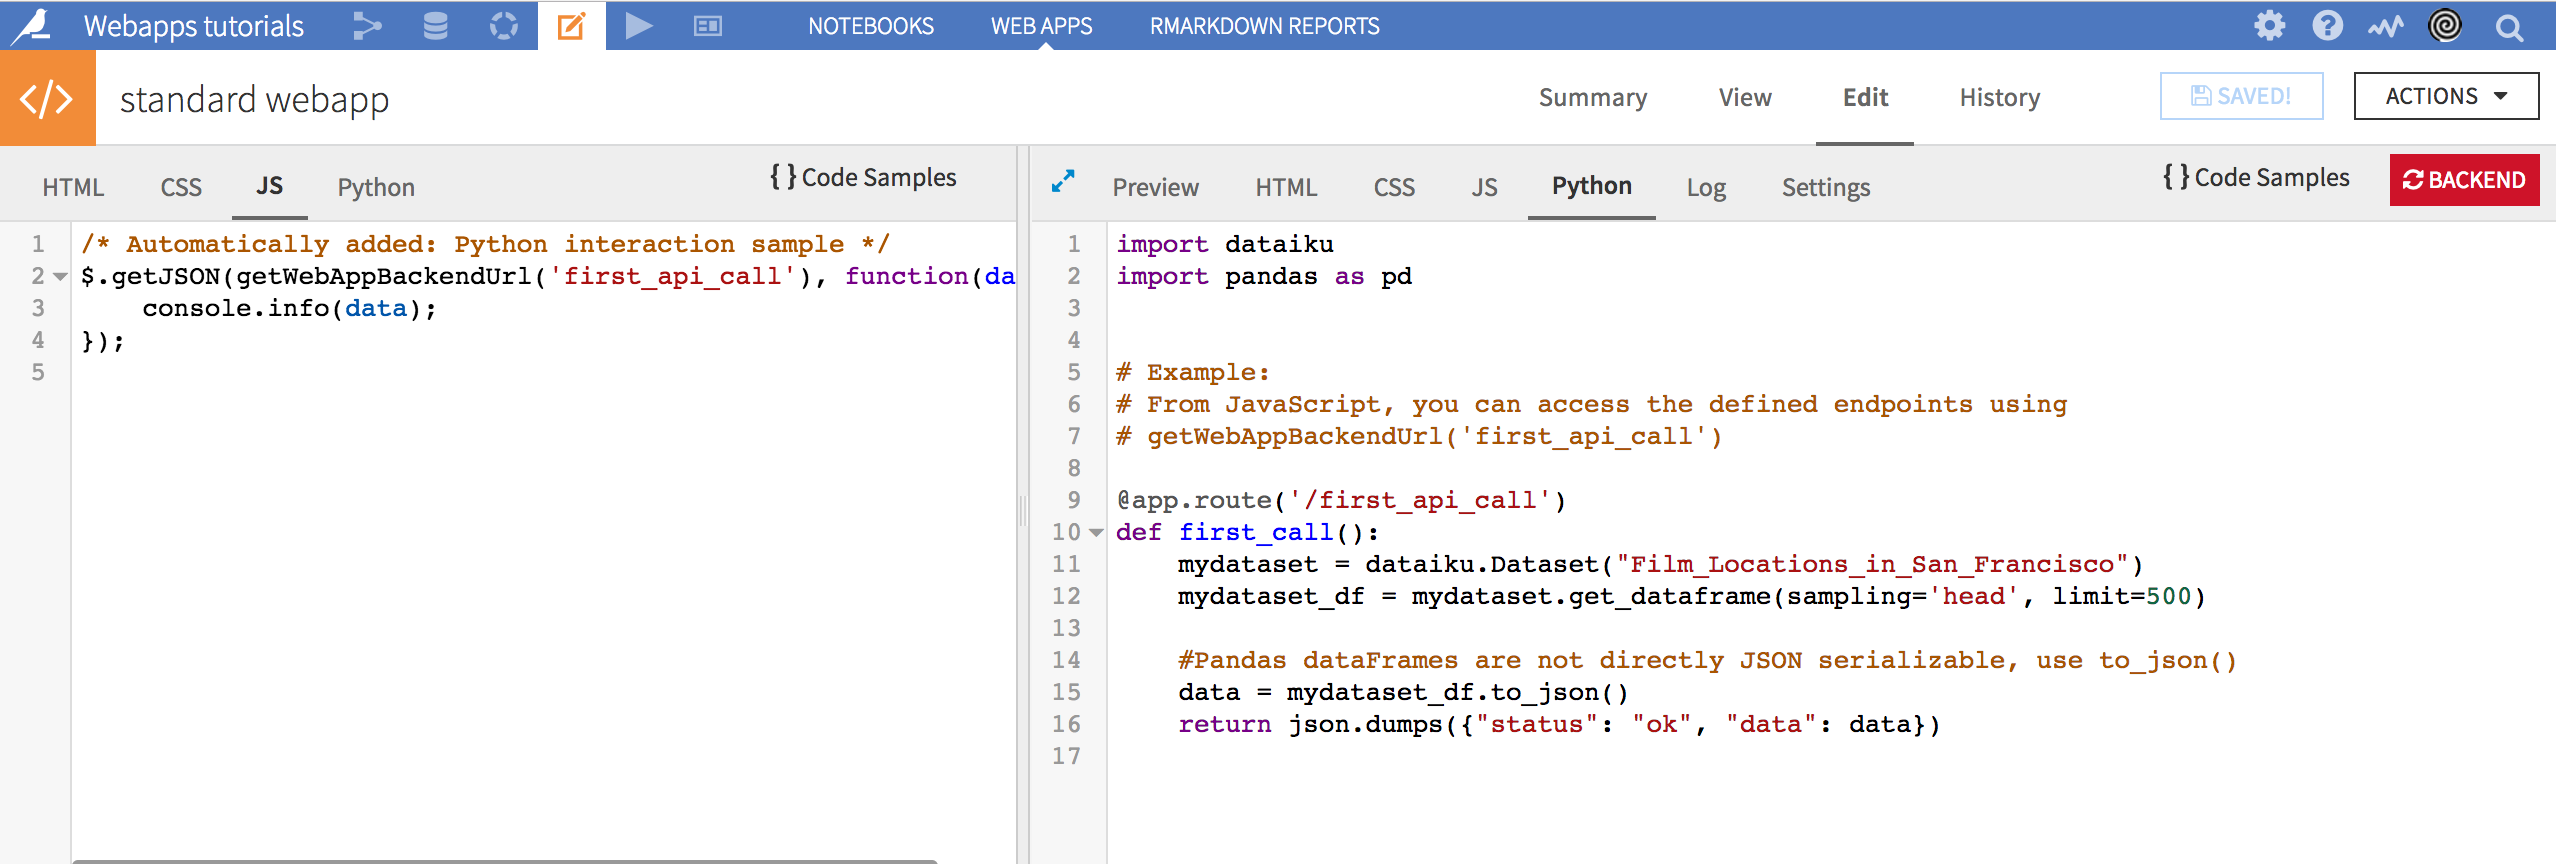 Webapps tutorials NOTEBOOKS WEB APPS RMARKDOWN REPORTS
</> standard webapp Summary View Edit History SAVED! ACTIONS
HTML CSS JS Python { } Code Samples
1 /* Automatically added: Python interaction sample */
2 $.getJSON(getWebAppBackendUrl('first_api_call'), function(da
3     console.info(data);
4 });
5
Preview HTML CSS JS Python Log Settings { } Code Samples BACKEND
1 import dataiku
2 import pandas as pd
3
4
5 # Example:
6 # From JavaScript, you can access the defined endpoints using
7 # getWebAppBackendUrl('first_api_call')
8
9 @app.route('/first_api_call')
10 def first_call():
11     mydataset = dataiku.Dataset("Film_Locations_in_San_Francisco")
12     mydataset_df = mydataset.get_dataframe(sampling='head', limit=500)
13
14     #Pandas dataFrames are not directly JSON serializable, use to_json()
15     data = mydataset_df.to_json()
16     return json.dumps({"status": "ok", "data": data})
17